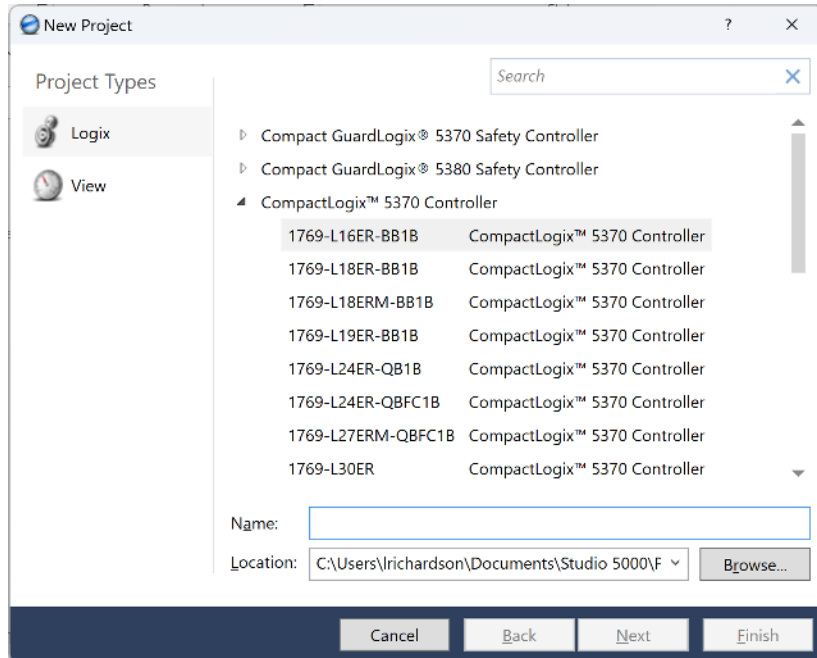 New Project
?
Project Types
Search
Logix
View
Compact GuardLogix® 5370 Safety Controller
Compact GuardLogix® 5380 Safety Controller
CompactLogix™ 5370 Controller
1769-L16ER-BB1B CompactLogix™ 5370 Controller
1769-L18ER-BB1B CompactLogix™ 5370 Controller
1769-L18ERM-BB1B CompactLogix™ 5370 Controller
1769-L19ER-BB1B CompactLogix™ 5370 Controller
1769-L24ER-QB1B CompactLogix™ 5370 Controller
1769-L24ER-QBFC1B CompactLogix™ 5370 Controller
1769-L27ERM-QBFC1B CompactLogix™ 5370 Controller
1769-L30ER CompactLogix™ 5370 Controller
Name:
Location: C:\Users\lrichardson\Documents\Studio 5000\F Browse...
Cancel Back Next Finish